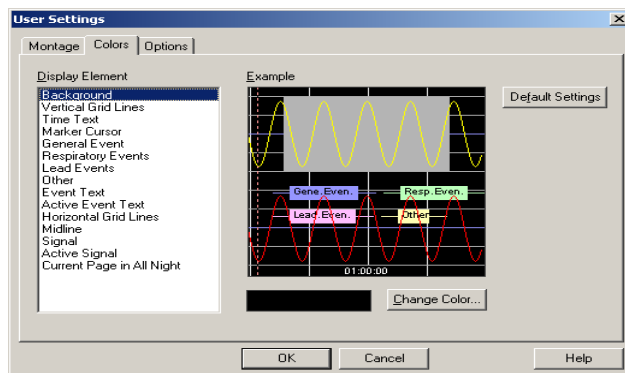 User Settings
Montage Colors Options
Display Element
Background
Vertical Grid Lines
Time Text
Marker Cursor
General Event
Respiratory Events
Lead Events
Other
Event Text
Active Event Text
Horizontal Grid Lines
Midline
Signal
Active Signal
Current Page in All Night
Example
Gene.Even. Resp.Even.
Lead.Even. Other
01:00:00
Change Color...
Default Settings
OK Cancel Help